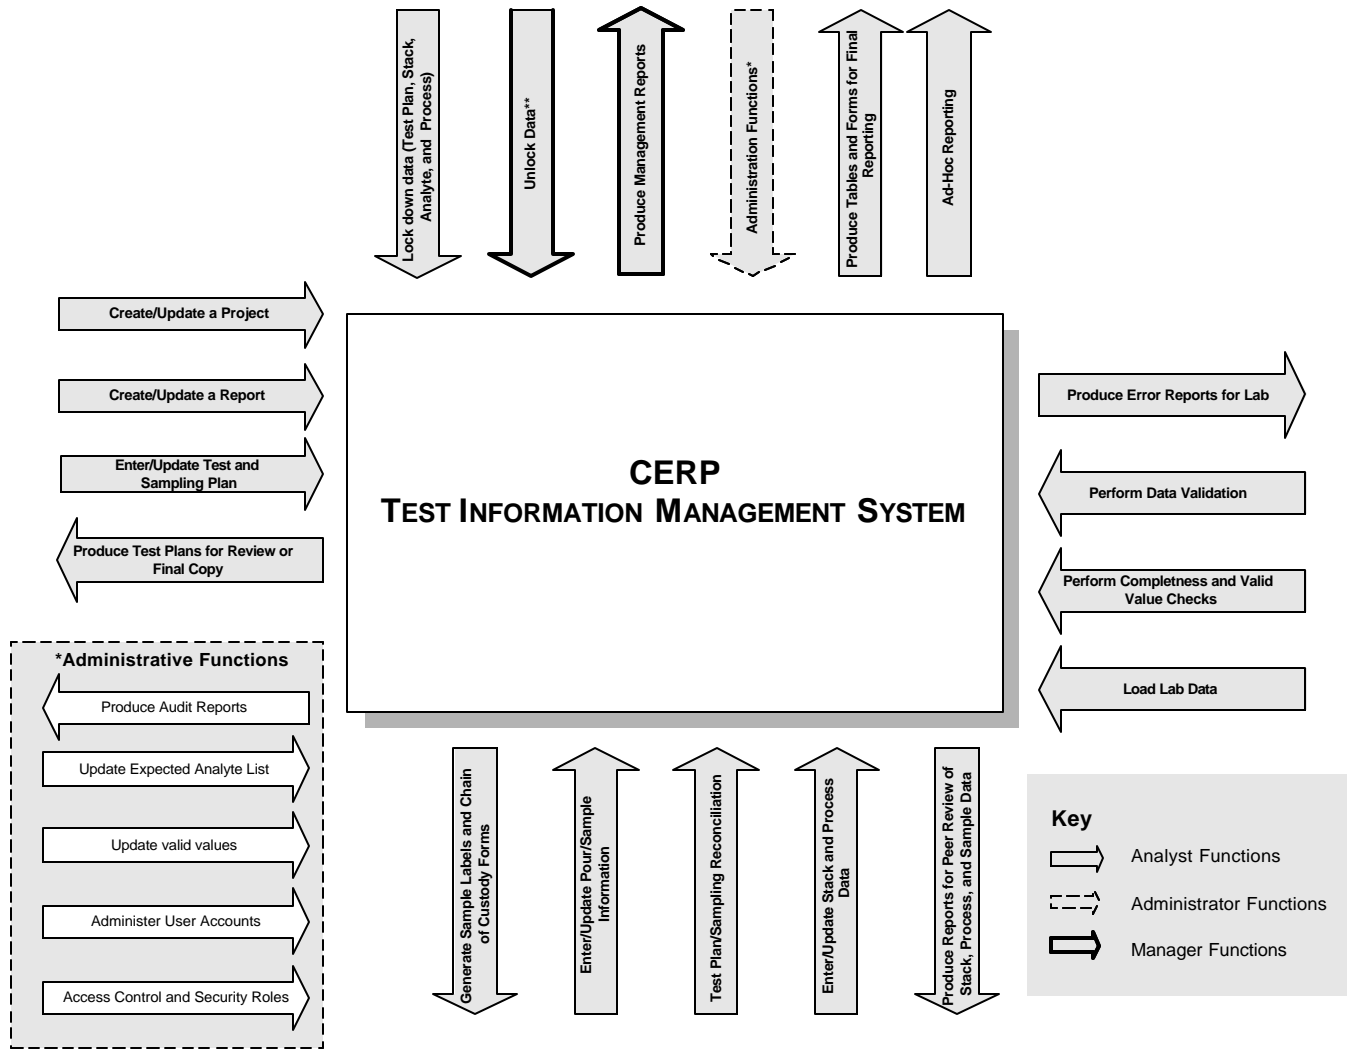 Lock down data (Test Plan, Stack,
Analyte, and Process)
Unlock Data**
Produce Management Reports
Administration Functions*
Produce Tables and Forms for Final
Reporting
Ad-Hoc Reporting
Create/Update a Project
Create/Update a Report
Enter/Update Test and
Sampling Plan
Produce Test Plans for Review or
Final Copy
CERP
TEST INFORMATION MANAGEMENT SYSTEM
Produce Error Reports for Lab
Perform Data Validation
Perform Completness and Valid
Value Checks
Load Lab Data
*Administrative Functions
Produce Audit Reports
Update Expected Analyte List
Update valid values
Administer User Accounts
Access Control and Security Roles
Generate Sample Labels and Chain
of Custody Forms
Enter/Update Pour/Sample
Information
Test Plan/Sampling Reconciliation
Enter/Update Stack and Process
Data
Produce Reports for Peer Review of
Stack, Process, and Sample Data
Key
Analyst Functions
Administrator Functions
Manager Functions